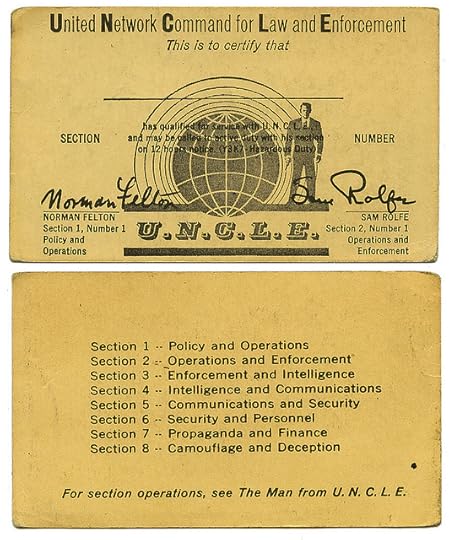 United Network Command for Law and Enforcement
This is to certify that
has qualified for service with U. N. C. L. E.
SECTION and may be called to active duty with his section NUMBER
on 12 hours notice. (Y3K7- Hazardous Duty)
Norman Felton Sam Rolfe
NORMAN FELTON SAM ROLFE
Section 1, Number 1 U.N.C.L.E. Section 2, Number 1
Policy and Operations and
Operations Enforcement
Section 1 -- Policy and Operations
Section 2 -- Operations and Enforcement
Section 3 -- Enforcement and Intelligence
Section 4 -- Intelligence and Communications
Section 5 -- Communications and Security
Section 6 -- Security and Personnel
Section 7 -- Propaganda and Finance
Section 8 -- Camouflage and Deception
For section operations, see The Man from U. N. C. L. E.